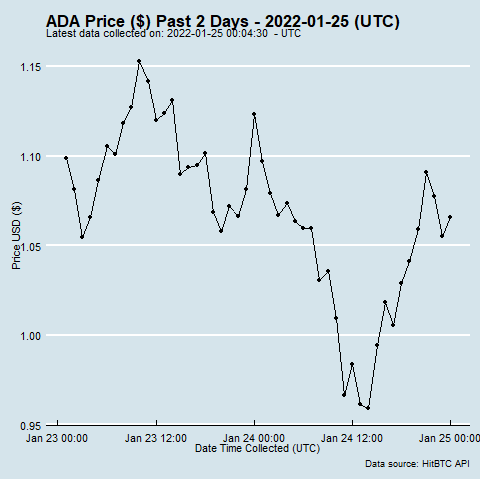 ADA Price ($) Past 2 Days - 2022-01-25 (UTC)
Latest data collected on: 2022-01-25 00:04:30 - UTC
1.15
1.10
1.05
1.00
0.95
Price USD ($)
Jan 23 00:00 Jan 23 12:00 Jan 24 00:00 Jan 24 12:00 Jan 25 00:00
Date Time Collected (UTC)
Data source: HitBTC API